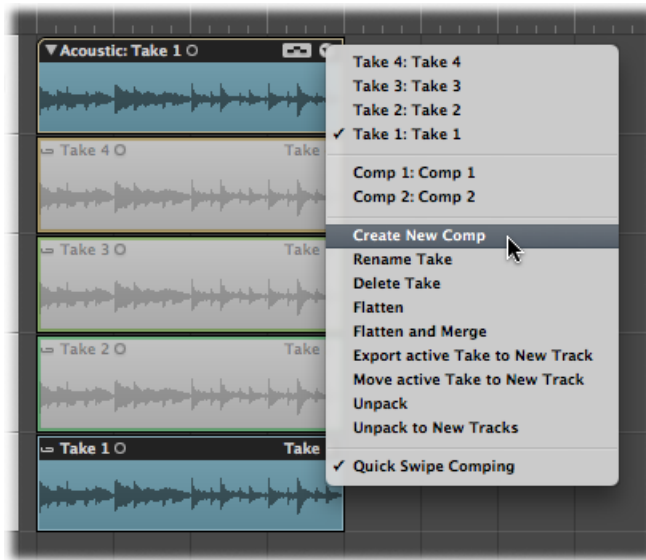 Acoustic: Take 1
Take 4: Take 4
Take 3: Take 3
Take 2: Take 2
✓ Take 1: Take 1
Comp 1: Comp 1
Comp 2: Comp 2
Create New Comp
Rename Take
Delete Take
Flatten
Flatten and Merge
Export active Take to New Track
Move active Take to New Track
Unpack
Unpack to New Tracks
✓ Quick Swipe Comping
Take 4 Take
Take 3 Take
Take 2 Take
Take 1 Take